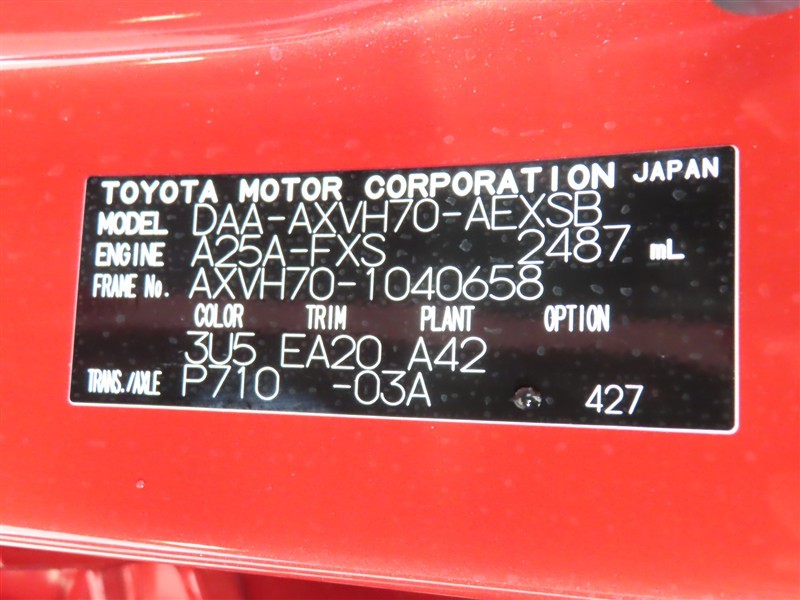 TOYOTA MOTOR CORPORATION JAPAN
MODEL DAA-AXVH70-AEXSB
ENGINE A25A-FXS 2487 mL
FRAME No. AXVH70-1040658
COLOR TRIM PLANT OPTION
3U5 EA20 A42
TRANS./AXLE P710 -03A 427